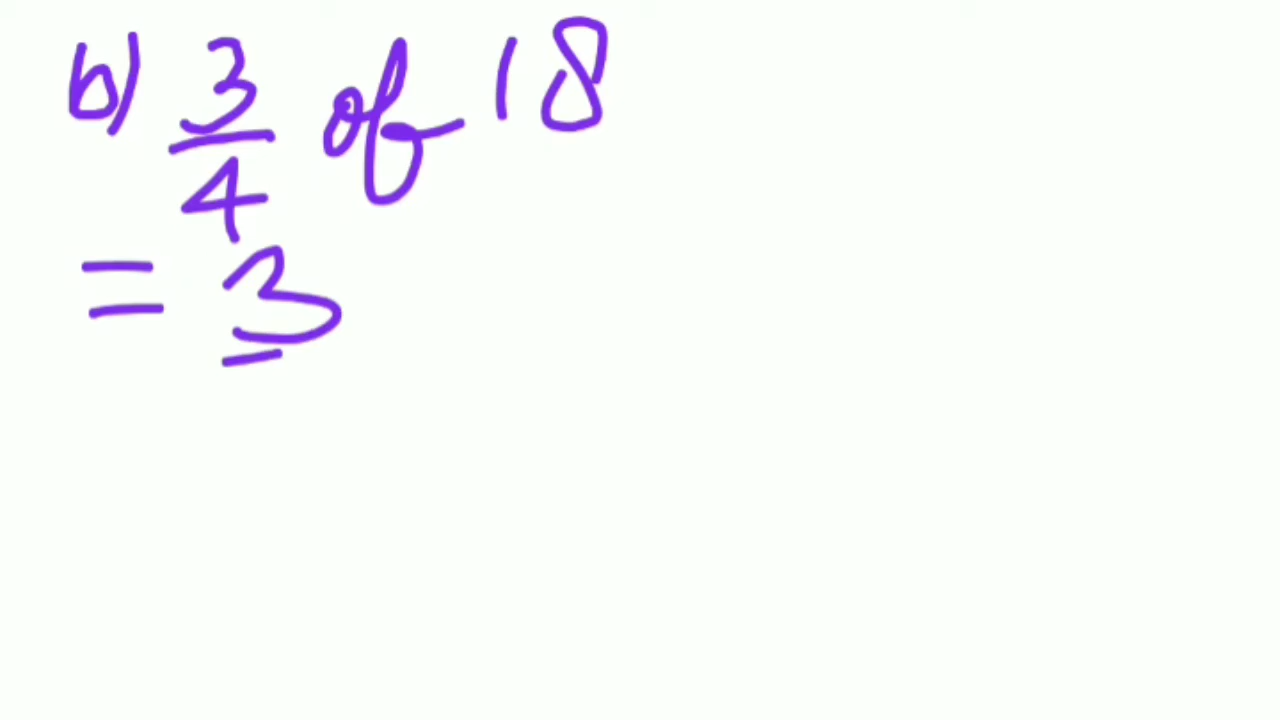 b) 3/4 of 18
= 3